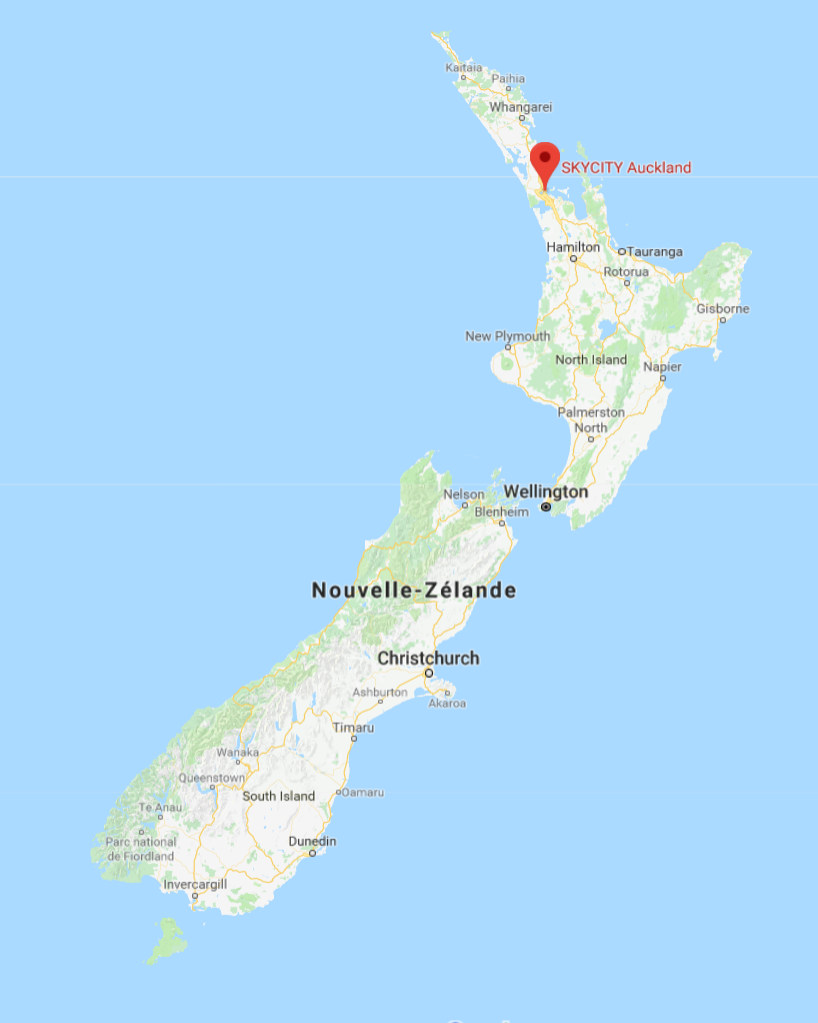 Kaitaia
Paihia
Whangarei
SKYCITY Auckland
Hamilton
Tauranga
Rotorua
Gisborne
New Plymouth
North Island
Napier
Palmerston
North
Nelson
Wellington
Blenheim
Nouvelle-Zélande
Christchurch
Ashburton
Akaroa
Timaru
Wanaka
Queenstown
South Island
Oamaru
Te Anau
Parc national
de Fiordland
Dunedin
Invercargill